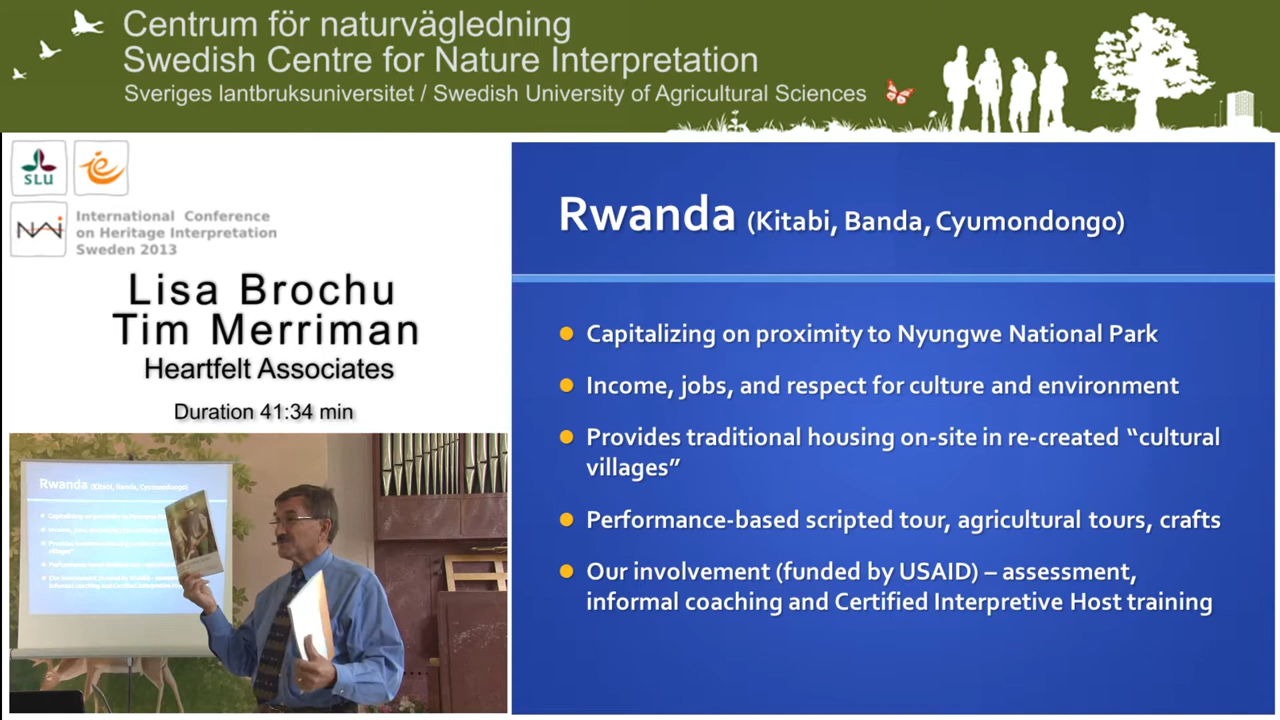 Centrum för naturvägledning
Swedish Centre for Nature Interpretation
Sveriges lantbruksuniversitet / Swedish University of Agricultural Sciences
SLU
NAI
International Conference
on Heritage Interpretation
Sweden 2013
Lisa Brochu
Tim Merriman
Heartfelt Associates
Duration 41:34 min
Rwanda (Kitabi, Banda, Cyumondongo)
Capitalizing on proximity to Nyungwe National Park
Income, jobs, and respect for culture and environment
Provides traditional housing on-site in re-created “cultural
villages”
Performance-based scripted tour, agricultural tours, crafts
Our involvement (funded by USAID) – assessment,
informal coaching and Certified Interpretive Host training
Rwanda (Kitabi, Banda, Cyumondongo)